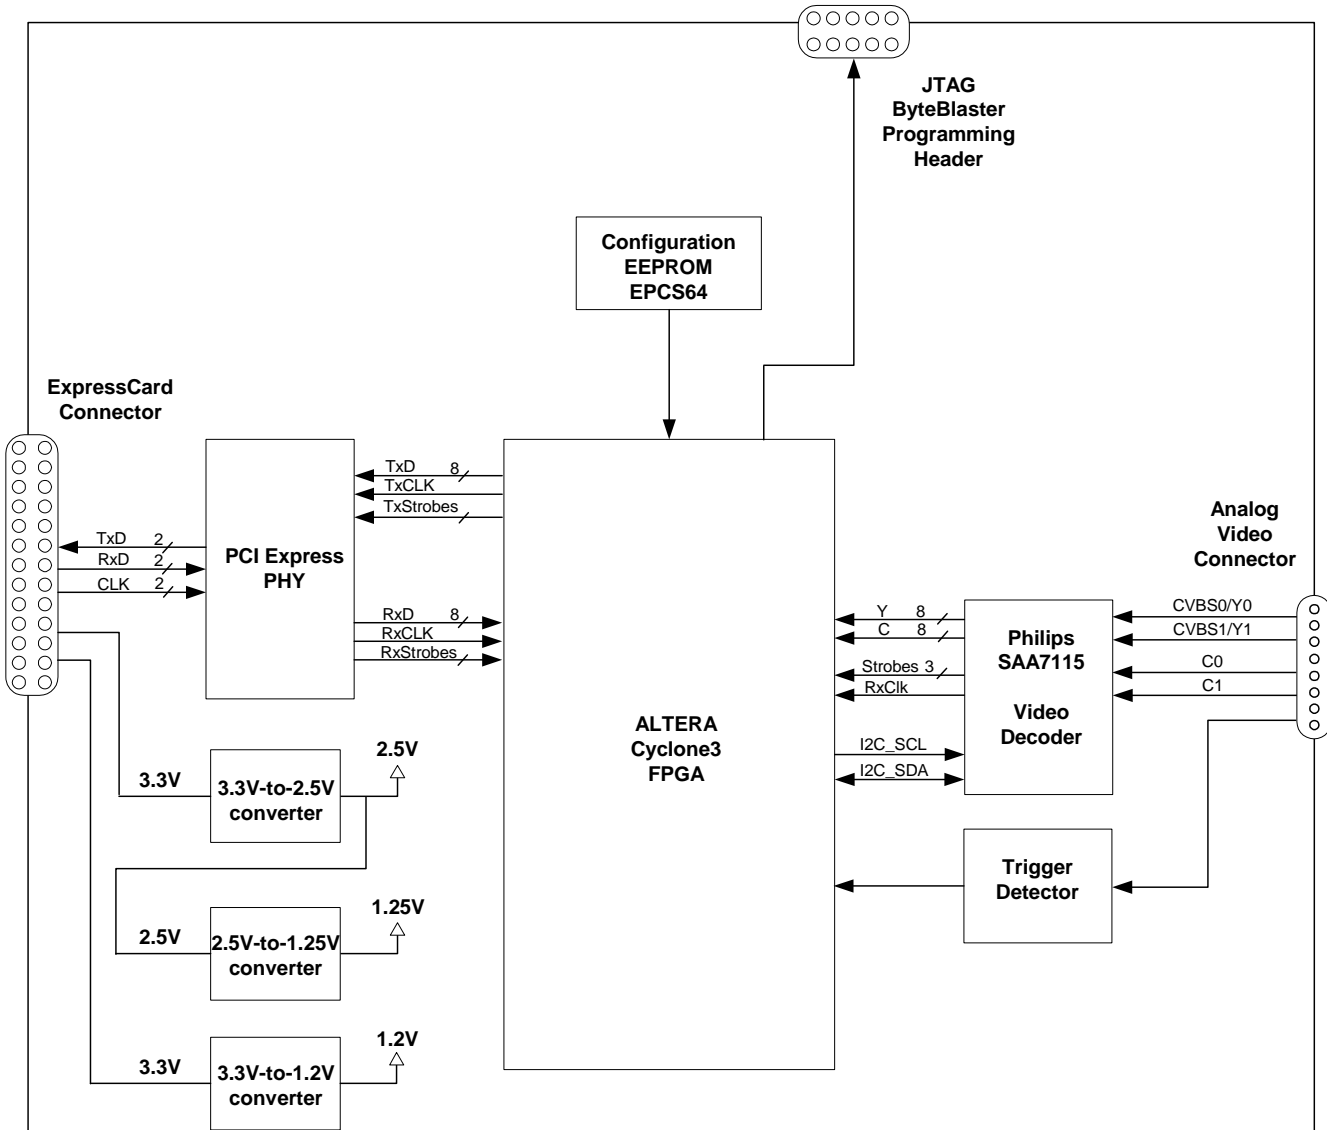 JTAG
ByteBlaster
Programming
Header
Configuration
EEPROM
EPCS64
ExpressCard
Connector
TxD 8
TxCLK
TxStrobes
TxD 2
RxD 2
CLK 2
PCI Express
PHY
RxD 8
RxCLK
RxStrobes
ALTERA
Cyclone3
FPGA
Analog
Video
Connector
Y 8
C 8
Strobes 3
RxClk
I2C_SCL
I2C_SDA
Philips
SAA7115
Video
Decoder
CVBS0/Y0
CVBS1/Y1
C0
C1
Trigger
Detector
3.3V
3.3V-to-2.5V
converter
2.5V
2.5V
2.5V-to-1.25V
converter
1.25V
3.3V
3.3V-to-1.2V
converter
1.2V